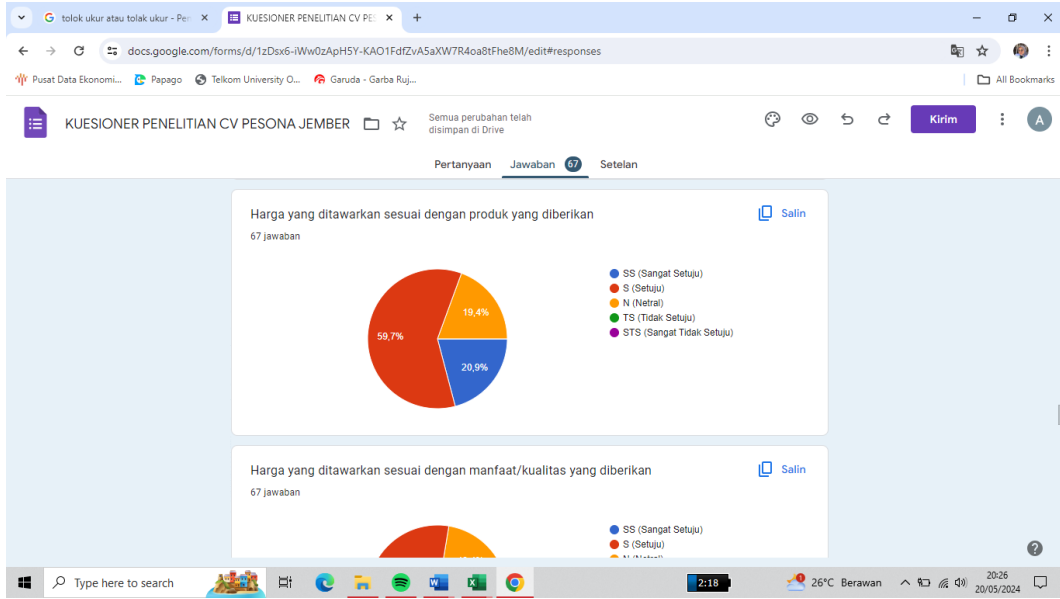 tolok ukur atau tolak ukur - Pen
KUESIONER PENELITIAN CV PES
docs.google.com/forms/d/1zDsx6-iWw0zApH5Y-KAO1FdfZvA5aXW7R4oa8tFhe8M/edit#responses
Pusat Data Ekonomi...
Papago
Telkom University O...
Garuda - Garba Ruj...
All Bookmarks
KUESIONER PENELITIAN CV PESONA JEMBER
Semua perubahan telah
disimpan di Drive
Kirim
A
Pertanyaan
Jawaban 67
Setelan
Harga yang ditawarkan sesuai dengan produk yang diberikan
Salin
67 jawaban
SS (Sangat Setuju)
S (Setuju)
N (Netral)
TS (Tidak Setuju)
STS (Sangat Tidak Setuju)
19,4%
59,7%
20,9%
Harga yang ditawarkan sesuai dengan manfaat/kualitas yang diberikan
Salin
67 jawaban
SS (Sangat Setuju)
S (Setuju)
Type here to search
2:18
26°C Berawan
20:26
20/05/2024